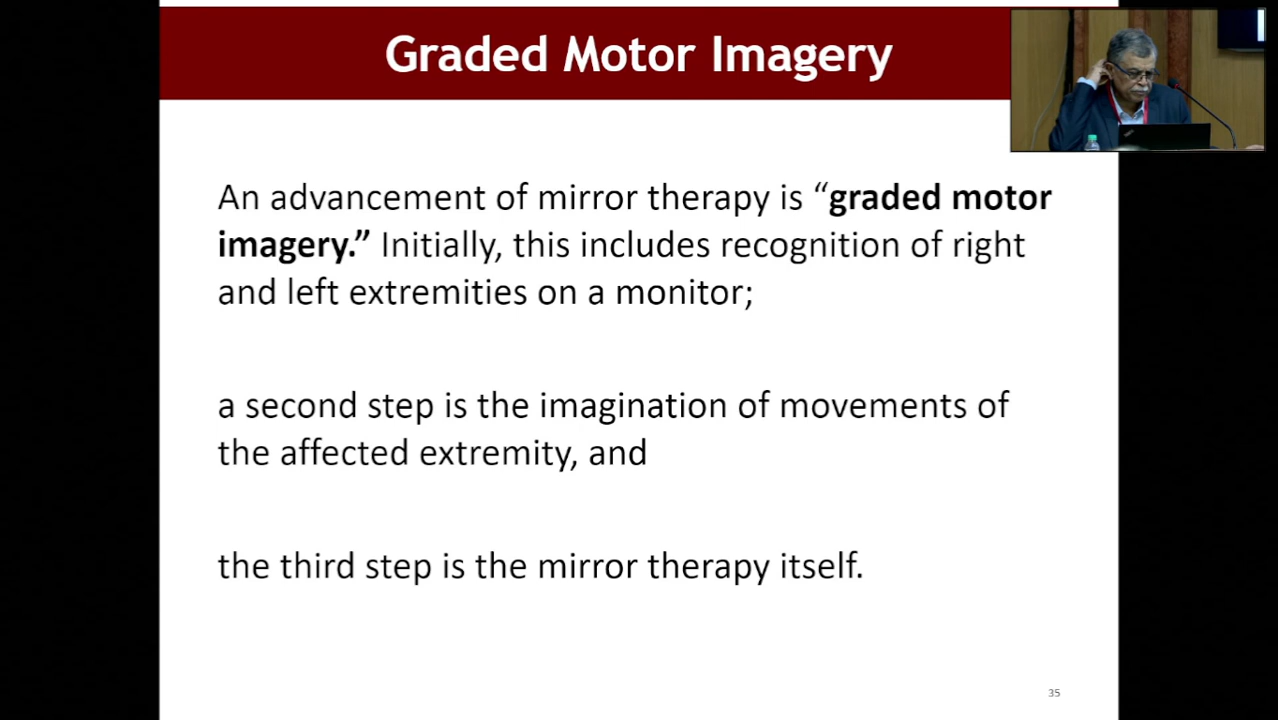 Graded Motor Imagery
An advancement of mirror therapy is “graded motor
imagery.” Initially, this includes recognition of right
and left extremities on a monitor;
a second step is the imagination of movements of
the affected extremity, and
the third step is the mirror therapy itself.
35